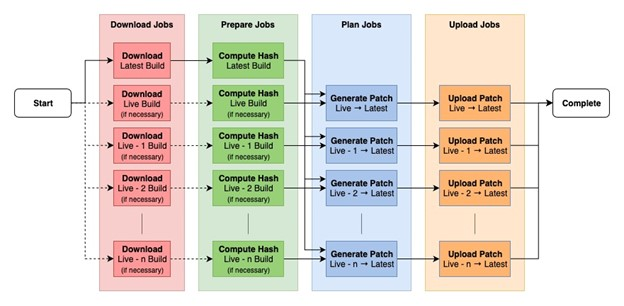 Download Jobs
Prepare Jobs
Plan Jobs
Upload Jobs
Start
Download
Latest Build
Compute Hash
Latest Build
Download
Live Build
(if necessary)
Compute Hash
Live Build
(if necessary)
Generate Patch
Live → Latest
Upload Patch
Live → Latest
Complete
Download
Live - 1 Build
(if necessary)
Compute Hash
Live - 1 Build
(if necessary)
Generate Patch
Live - 1 → Latest
Upload Patch
Live - 1 → Latest
Download
Live - 2 Build
(if necessary)
Compute Hash
Live - 2 Build
(if necessary)
Generate Patch
Live - 2 → Latest
Upload Patch
Live - 2 → Latest
Download
Live - n Build
(if necessary)
Compute Hash
Live - n Build
(if necessary)
Generate Patch
Live - n → Latest
Upload Patch
Live - n → Latest